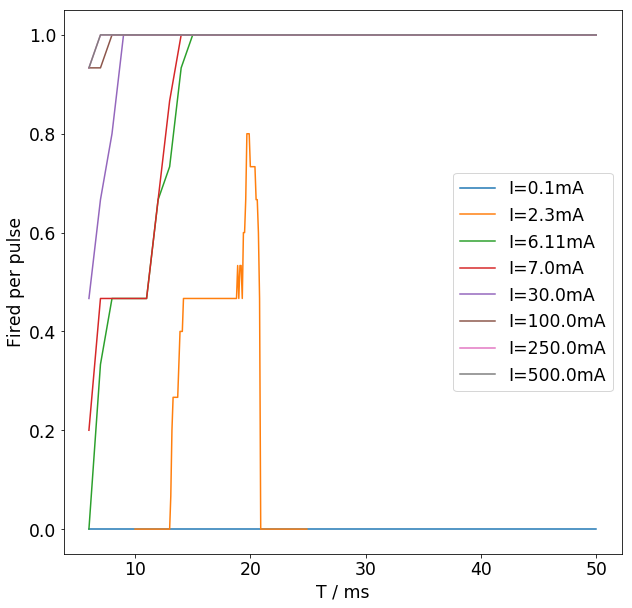 1.0
0.8
0.6
0.4
0.2
0.0
Fired per pulse
I=0.1mA
I=2.3mA
I=6.11mA
I=7.0mA
I=30.0mA
I=100.0mA
I=250.0mA
I=500.0mA
10 20 30 40 50
T / ms